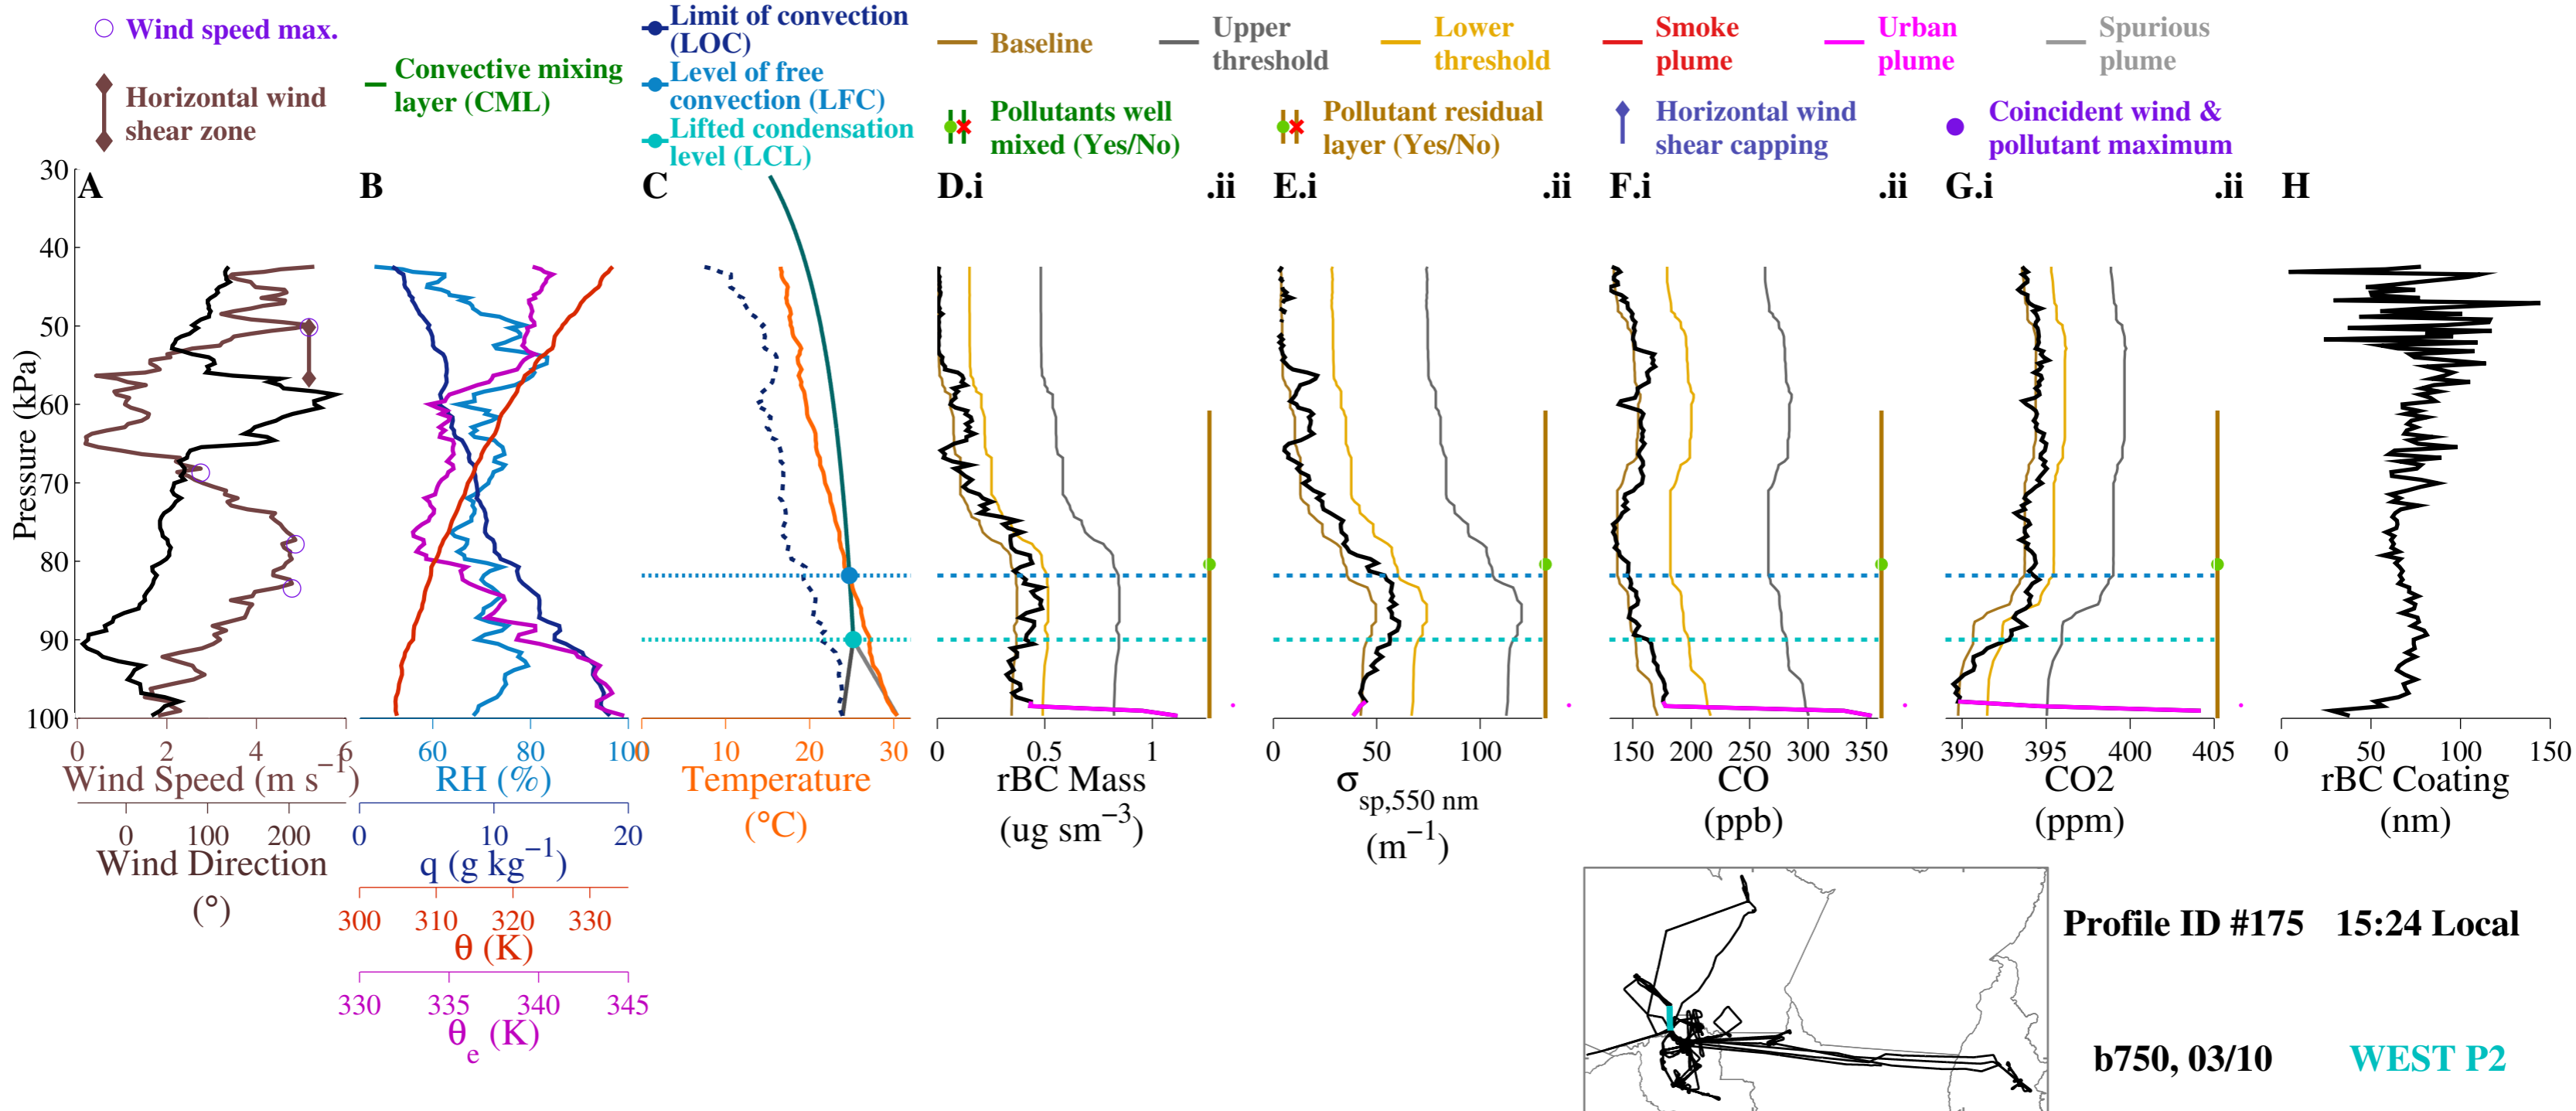 Wind speed max.
Horizontal wind
shear zone
Convective mixing
layer (CML)
Limit of convection
(LOC)
Level of free
convection (LFC)
Lifted condensation
level (LCL)
Baseline
Upper
threshold
Lower
threshold
Smoke
plume
Urban
plume
Spurious
plume
Pollutants well
mixed (Yes/No)
Pollutant residual
layer (Yes/No)
Horizontal wind
shear capping
Coincident wind &
pollutant maximum
A B C D.i .ii E.i .ii F.i .ii G.i .ii H
Pressure (kPa)
30
40
50
60
70
80
90
100
0 2 4 6
Wind Speed (m s−1)
0 100 200
Wind Direction
(°)
60 80 100
RH (%)
0 10 20
q (g kg−1)
300 310 320 330
θ (K)
330 335 340 345
θe (K)
0 10 20 30
Temperature
(°C)
0 0.5 1
rBC Mass
(ug sm−3)
0 50 100
σsp,550 nm
(m−1)
150 200 250 300 350
CO
(ppb)
390 395 400 405
CO2
(ppm)
0 50 100 150
rBC Coating
(nm)
Profile ID #175 15:24 Local
b750, 03/10 WEST P2